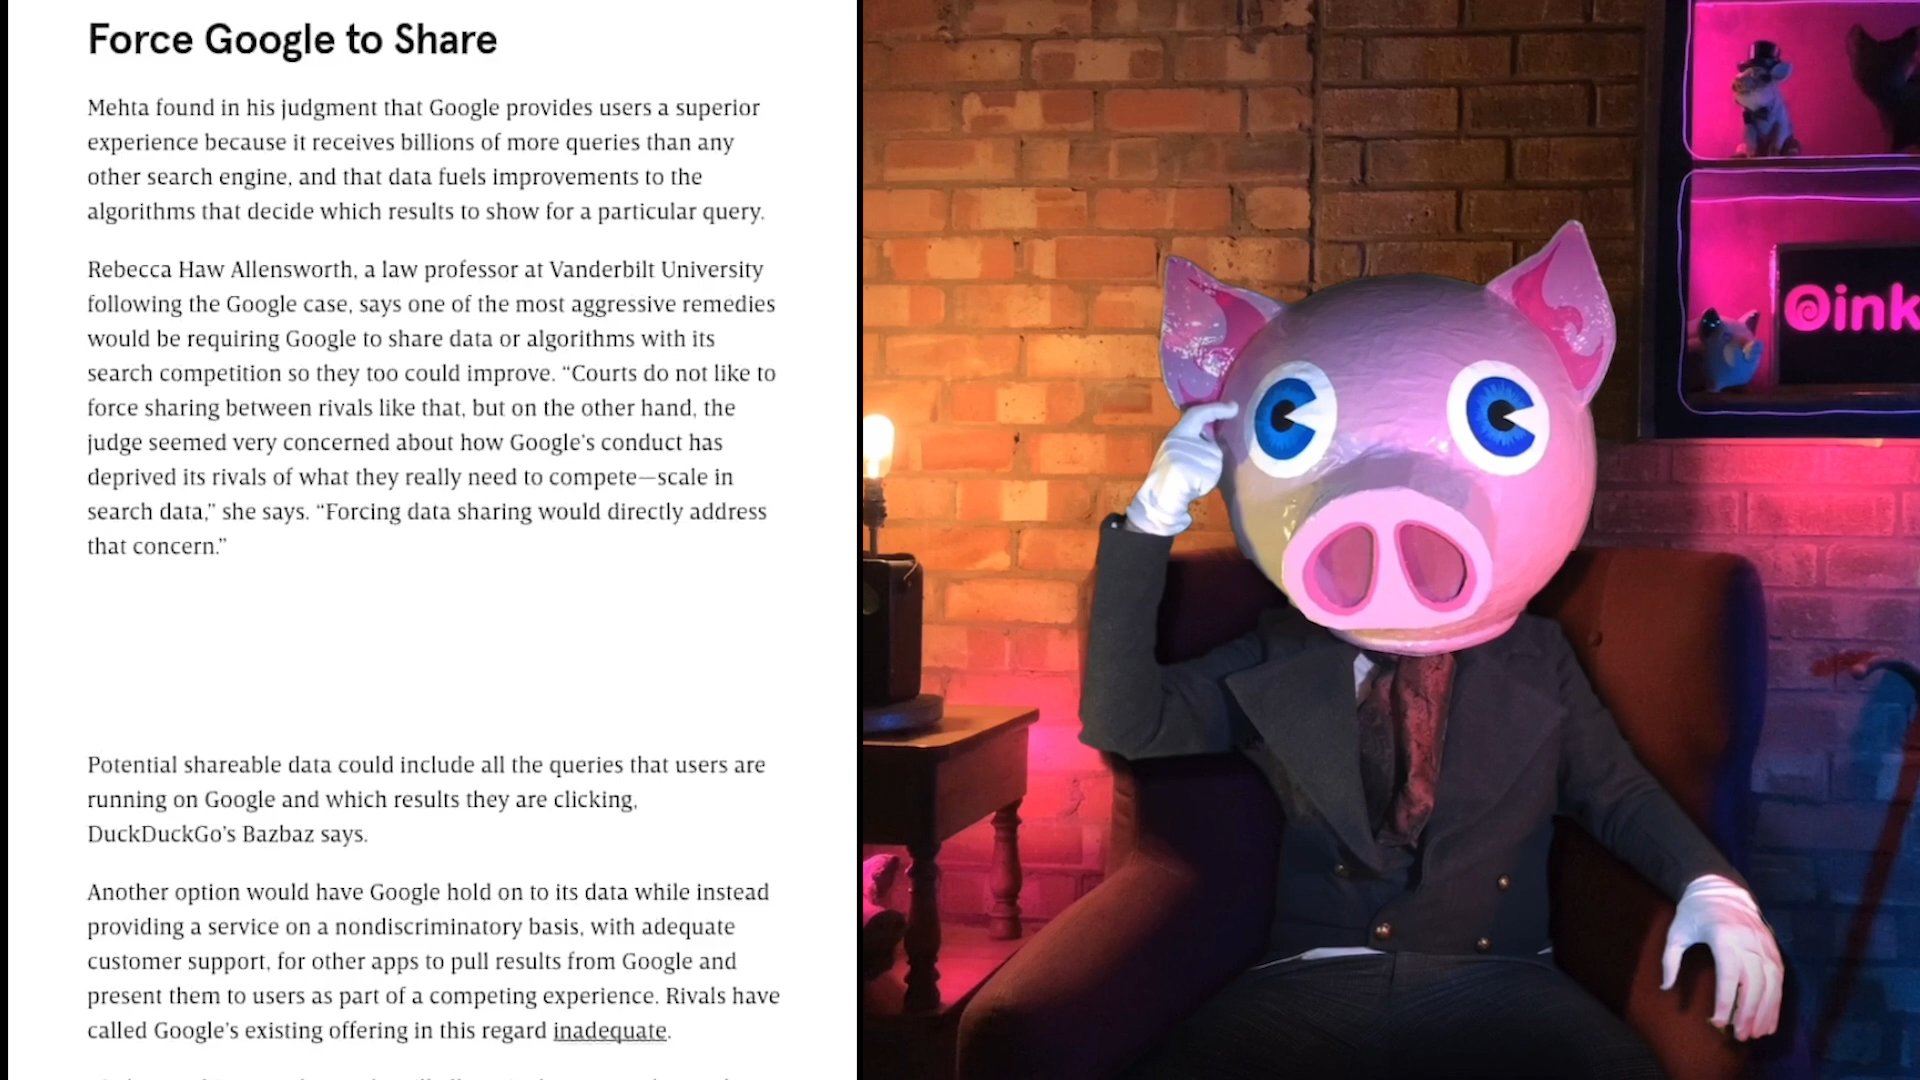 Force Google to Share
Mehta found in his judgment that Google provides users a superior
experience because it receives billions of more queries than any
other search engine, and that data fuels improvements to the
algorithms that decide which results to show for a particular query.
Rebecca Haw Allensworth, a law professor at Vanderbilt University
following the Google case, says one of the most aggressive remedies
would be requiring Google to share data or algorithms with its
search competition so they too could improve. “Courts do not like to
force sharing between rivals like that, but on the other hand, the
judge seemed very concerned about how Google’s conduct has
deprived its rivals of what they really need to compete—scale in
search data,” she says. “Forcing data sharing would directly address
that concern.”
Potential shareable data could include all the queries that users are
running on Google and which results they are clicking,
DuckDuckGo’s Bazbaz says.
Another option would have Google hold on to its data while instead
providing a service on a nondiscriminatory basis, with adequate
customer support, for other apps to pull results from Google and
present them to users as part of a competing experience. Rivals have
called Google’s existing offering in this regard inadequate.
Oink